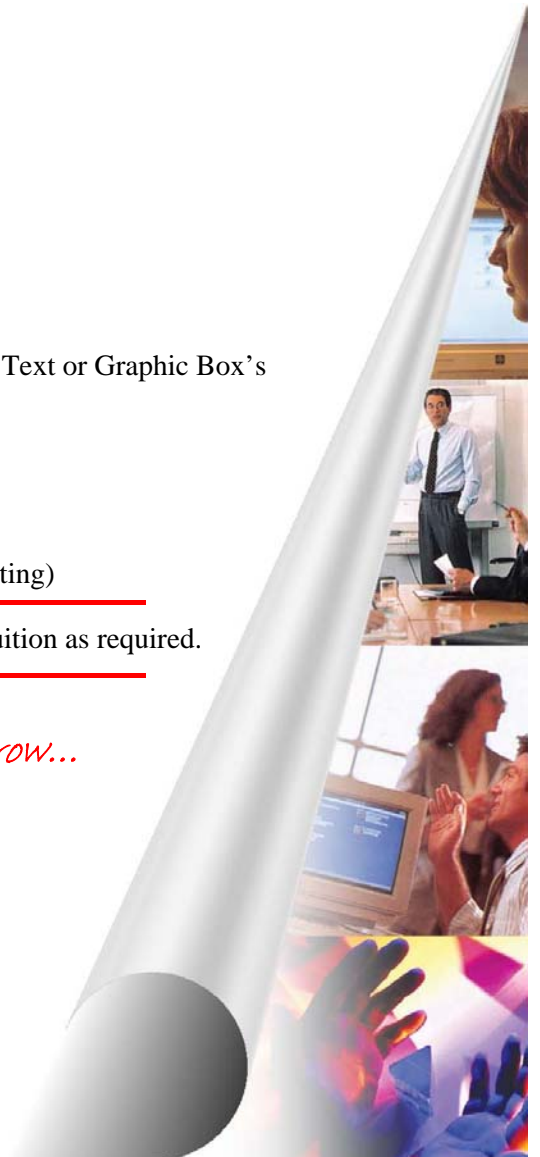 Text or Graphic Box’s
ting)
uition as required.
row...